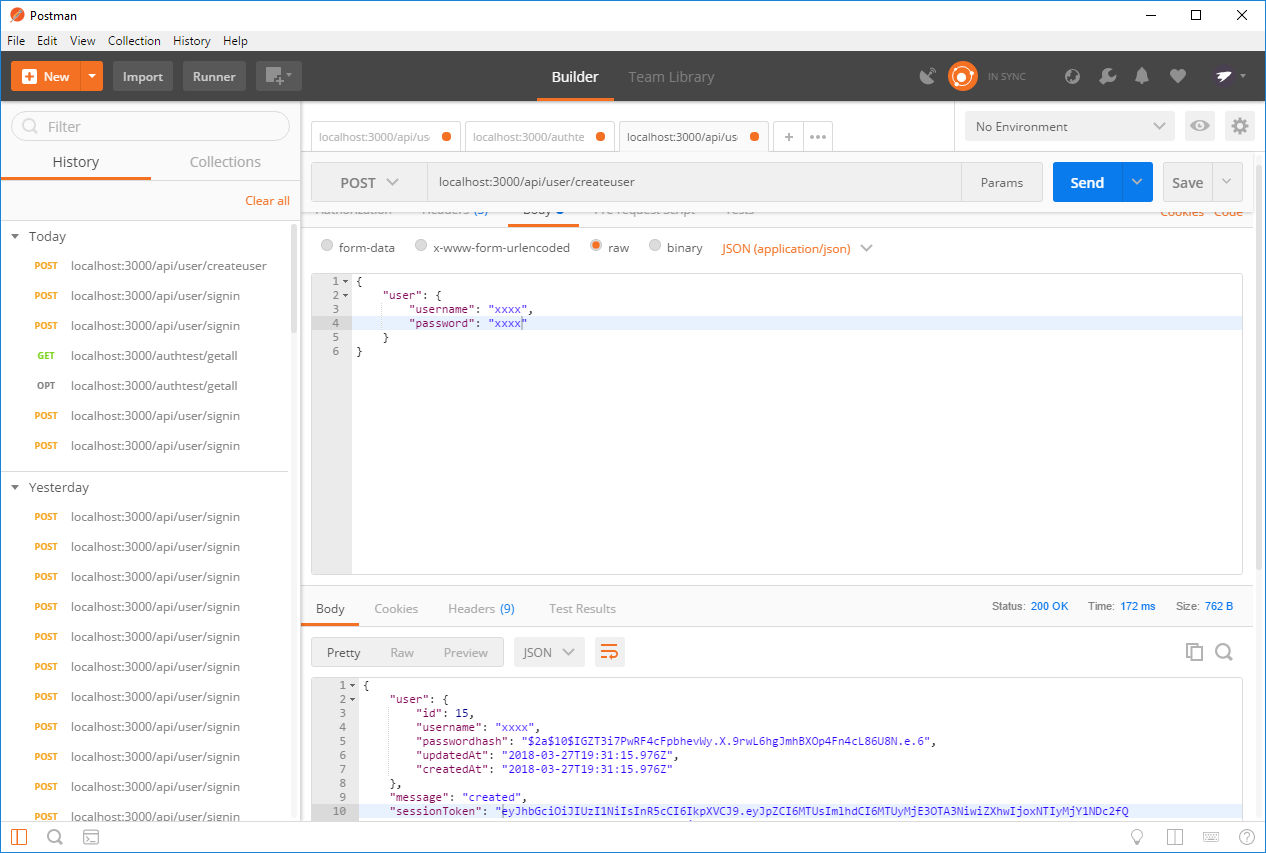 Postman
File Edit View Collection History Help
New Import Runner Builder Team Library IN SYNC
Filter
History Collections
Clear all
Today
POST localhost:3000/api/user/createuser
POST localhost:3000/api/user/signin
POST localhost:3000/api/user/signin
GET localhost:3000/authtest/getall
OPT localhost:3000/authtest/getall
POST localhost:3000/api/user/signin
POST localhost:3000/api/user/signin
Yesterday
POST localhost:3000/api/user/signin
POST localhost:3000/api/user/signin
POST localhost:3000/api/user/signin
POST localhost:3000/api/user/signin
POST localhost:3000/api/user/signin
POST localhost:3000/api/user/signin
POST localhost:3000/api/user/signin
POST localhost:3000/api/user/signin
POST localhost:3000/api/user/signin
POST localhost:3000/api/user/signin
POST localhost:3000/api/user/signin
localhost:3000/api/us localhost:3000/authte localhost:3000/api/us + ••• No Environment
POST localhost:3000/api/user/createuser Params Send Save
Authorization Headers (3) Body Pre-request Script Tests Cookies Code
form-data x-www-form-urlencoded raw binary JSON (application/json)
1 {
2 "user": {
3 "username": "xxxx",
4 "password": "xxxx"
5 }
6 }
Body Cookies Headers (9) Test Results Status: 200 OK Time: 172 ms Size: 762 B
Pretty Raw Preview JSON
1 {
2 "user": {
3 "id": 15,
4 "username": "xxxx",
5 "passwordhash": "$2a$10$IGZT3i7PwRF4cFpbhevWy.X.9rwL6hgJmhBXOp4Fn4cL86U8N.e.6",
6 "updatedAt": "2018-03-27T19:31:15.976Z",
7 "createdAt": "2018-03-27T19:31:15.976Z"
8 },
9 "message": "created",
10 "sessionToken": "eyJhbGciOiJIUzI1NiIsInR5cCI6IkpXVCJ9.eyJpZCI6MTUsImlhdCI6MTUyMjE3OTA3NiwiZXhwIjoxNTIyMjY1NDc2fQ